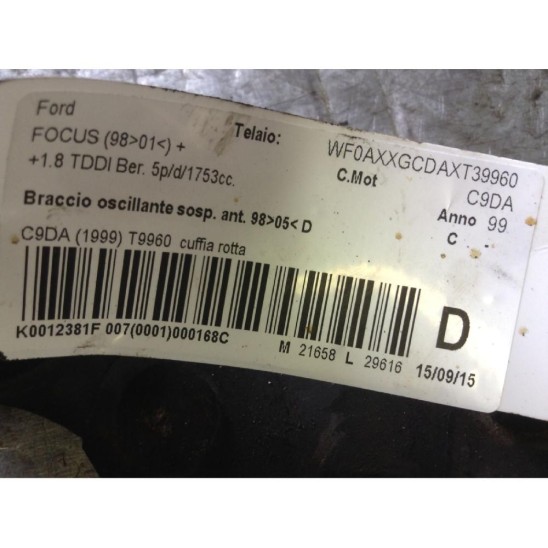 Ford
FOCUS (98>01<) +
+1.8 TDDI Ber. 5p/d/1753cc.
Telaio: WF0AXXGCDAXT39960
C.Mot C9DA
Braccio oscillante sosp. ant. 98>05< D
Anno 99
C -
C9DA (1999) T9960 cuffia rotta
D
K0012381F 007(0001)000168C
M 21658 L 29616 15/09/15